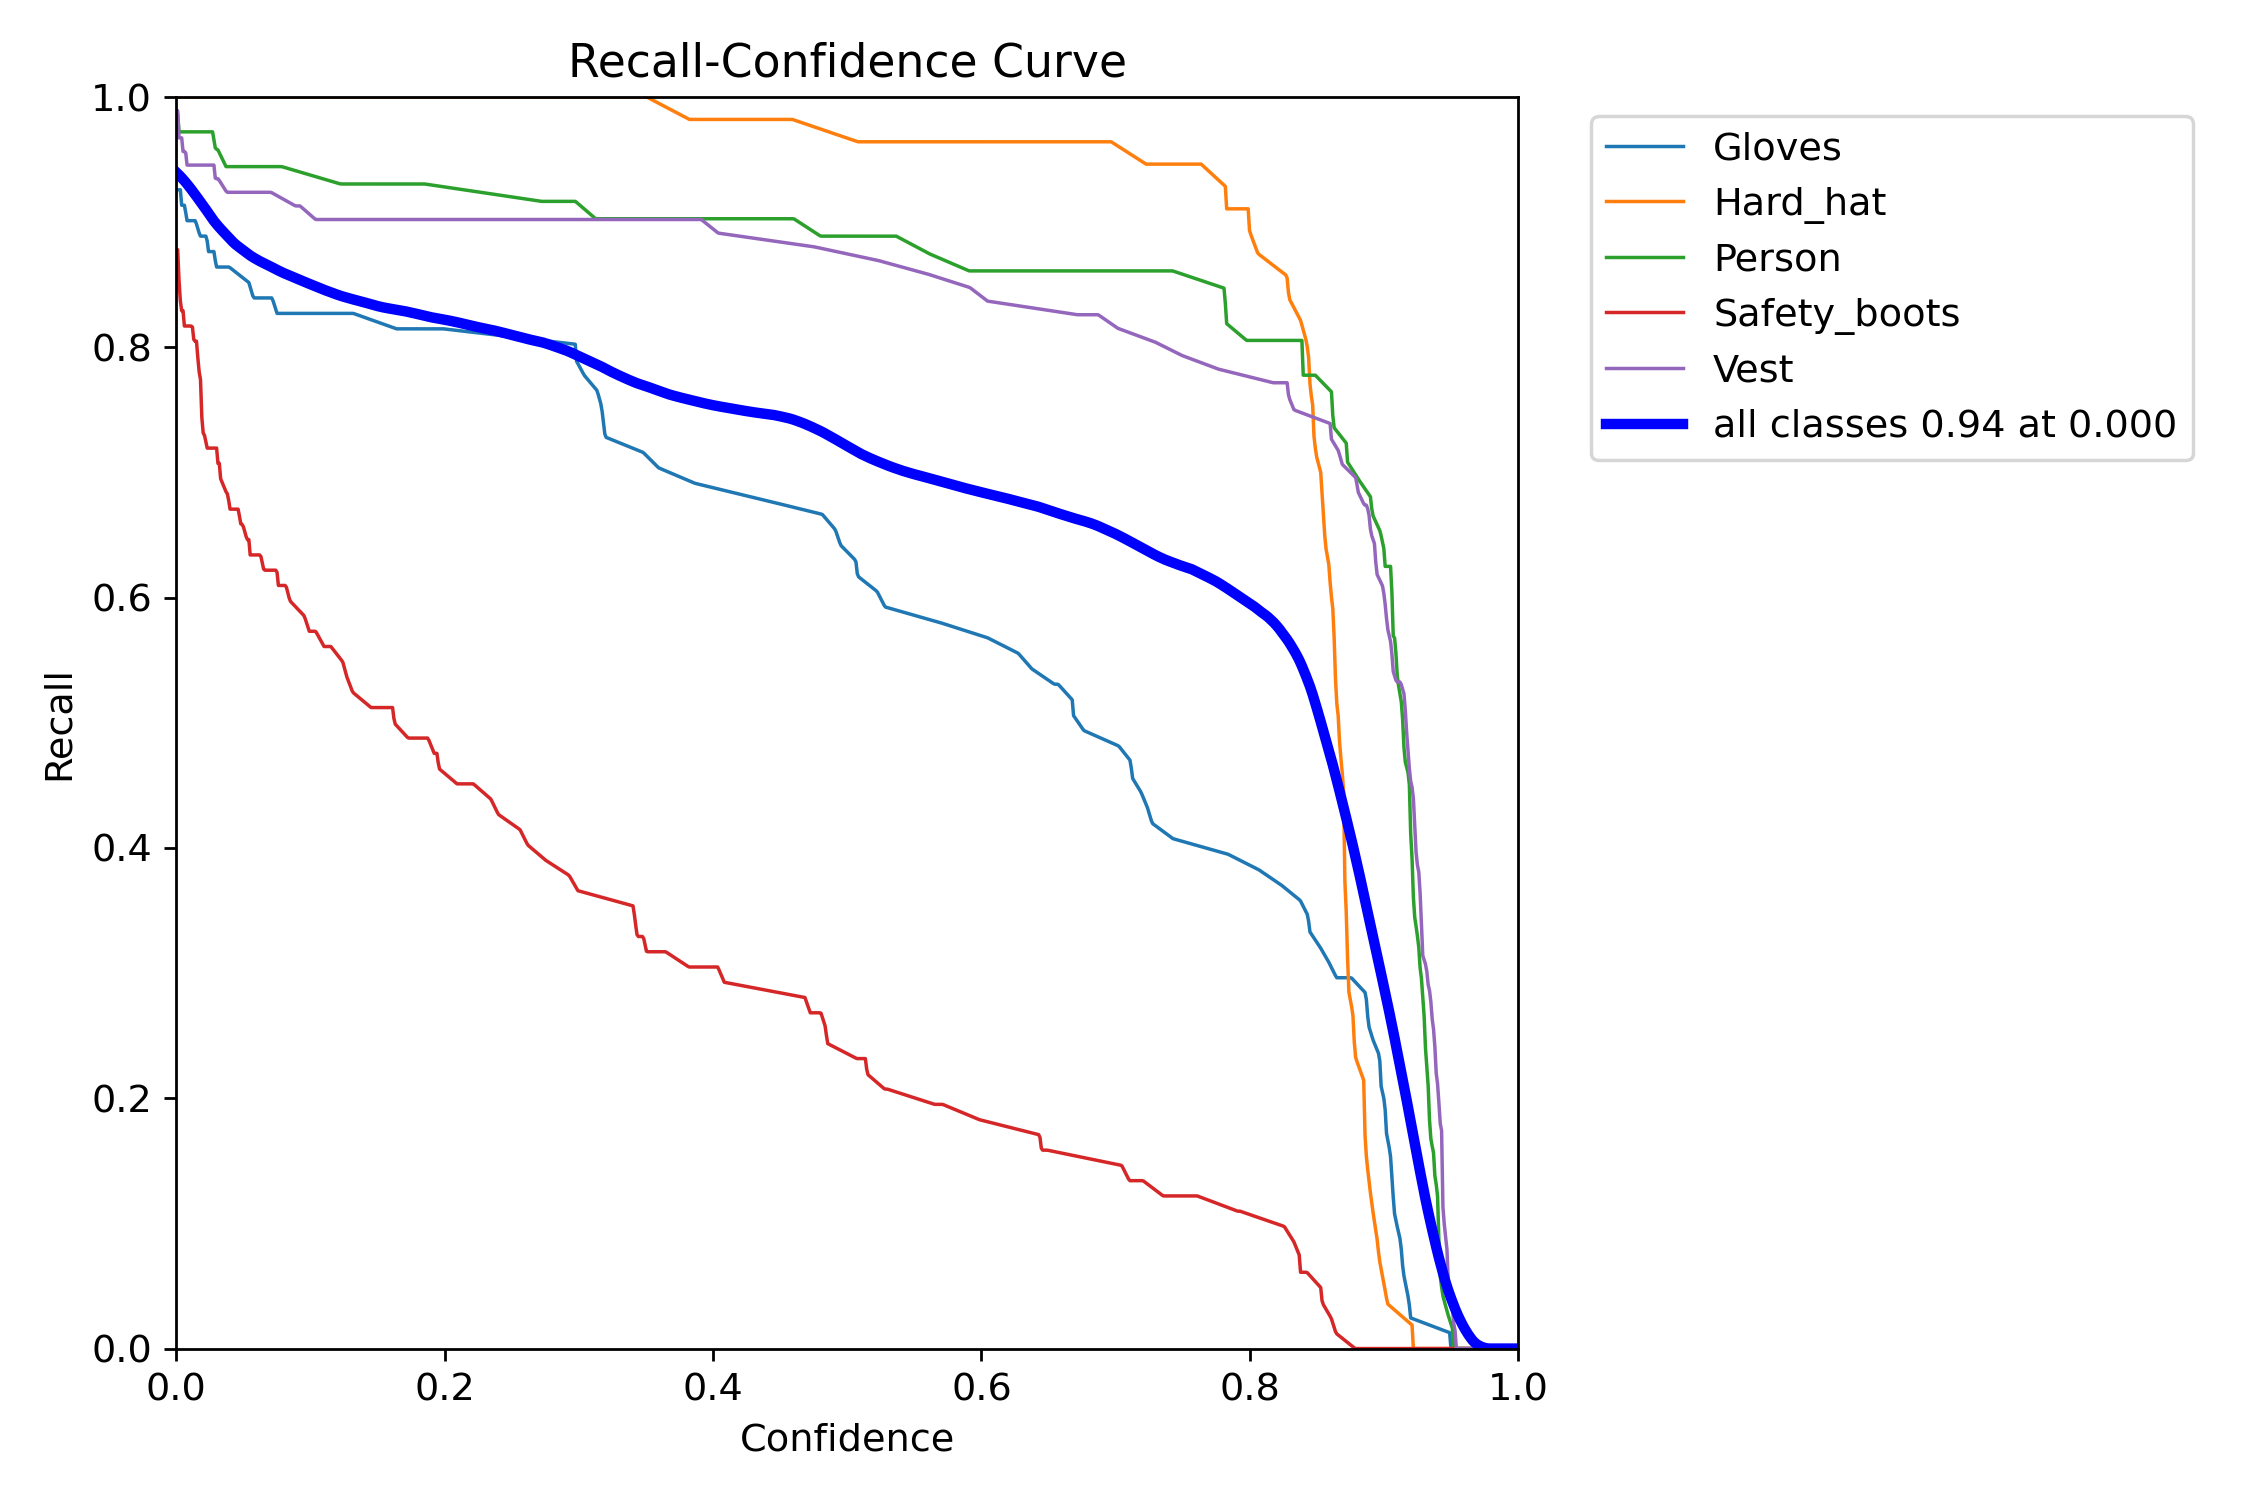 Recall-Confidence Curve
1.0
0.8
0.6
0.4
0.2
0.0
Recall
0.0 0.2 0.4 0.6 0.8 1.0
Confidence
Gloves
Hard_hat
Person
Safety_boots
Vest
all classes 0.94 at 0.000